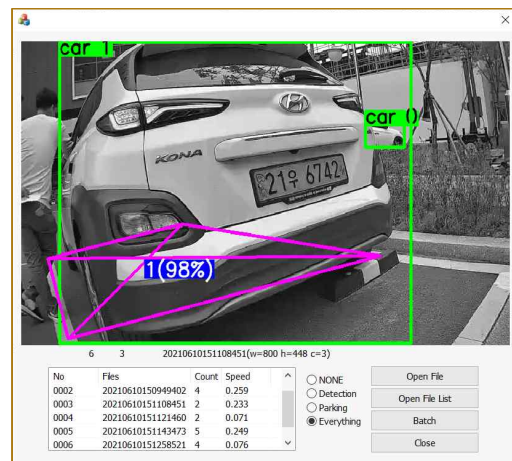 car 1
car 0
KONA
21우 6742
1(98%)
6 3 20210610151108451(w=800 h=448 c=3)
No Files Count Speed
0002 20210610150949402 4 0.259
0003 20210610151108451 2 0.233
0004 20210610151121460 2 0.071
0005 20210610151143473 5 0.249
0006 20210610151258521 4 0.076
NONE
Detection
Parking
Everything
Open File
Open File List
Batch
Close